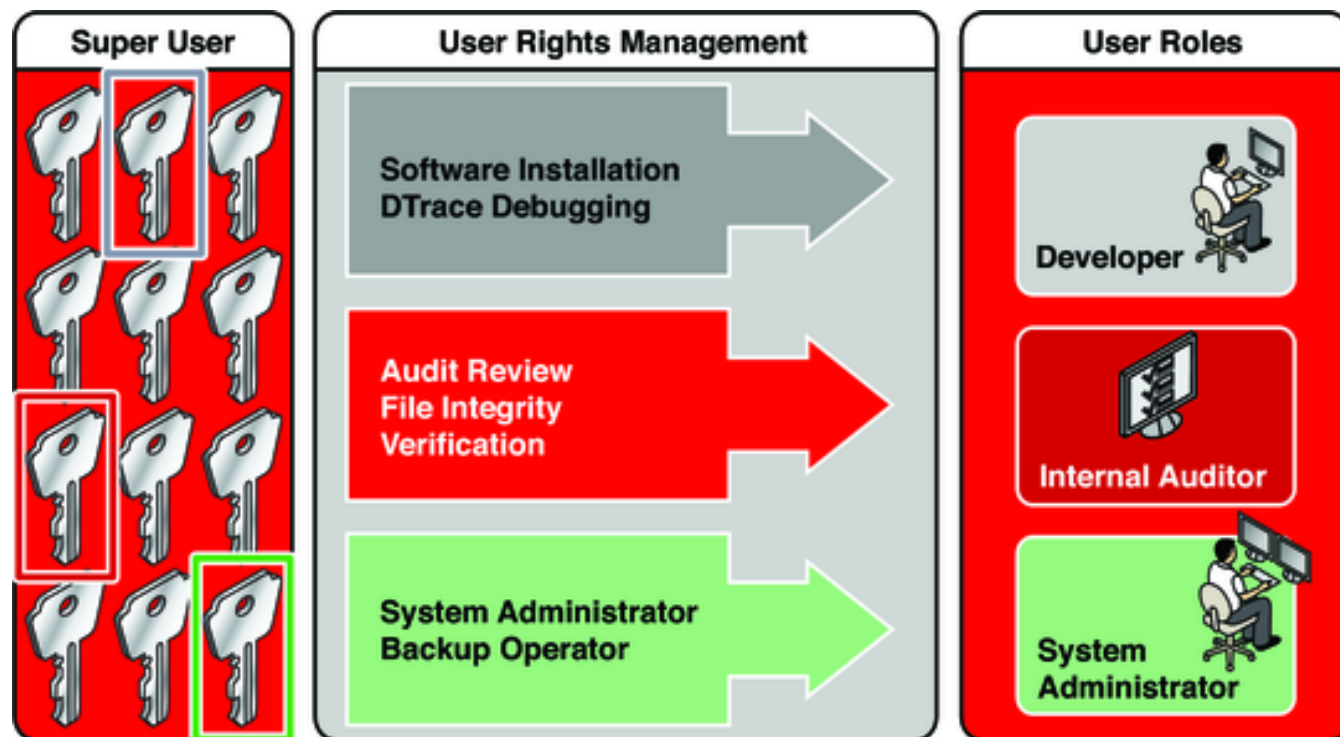 Super User
User Rights Management
User Roles
Software Installation
DTrace Debugging
Developer
Audit Review
File Integrity
Verification
Internal Auditor
System Administrator
Backup Operator
System
Administrator